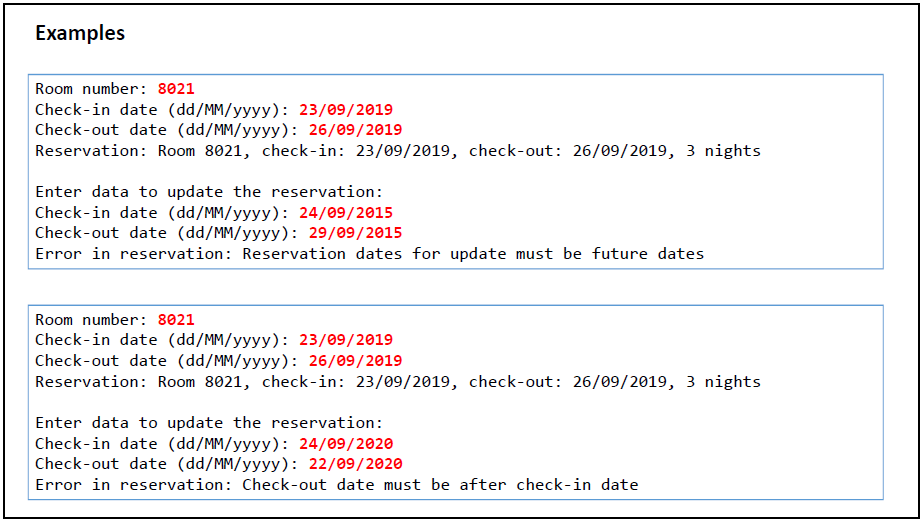 Examples
Room number: 8021
Check-in date (dd/MM/yyyy): 23/09/2019
Check-out date (dd/MM/yyyy): 26/09/2019
Reservation: Room 8021, check-in: 23/09/2019, check-out: 26/09/2019, 3 nights
Enter data to update the reservation:
Check-in date (dd/MM/yyyy): 24/09/2015
Check-out date (dd/MM/yyyy): 29/09/2015
Error in reservation: Reservation dates for update must be future dates
Room number: 8021
Check-in date (dd/MM/yyyy): 23/09/2019
Check-out date (dd/MM/yyyy): 26/09/2019
Reservation: Room 8021, check-in: 23/09/2019, check-out: 26/09/2019, 3 nights
Enter data to update the reservation:
Check-in date (dd/MM/yyyy): 24/09/2020
Check-out date (dd/MM/yyyy): 22/09/2020
Error in reservation: Check-out date must be after check-in date